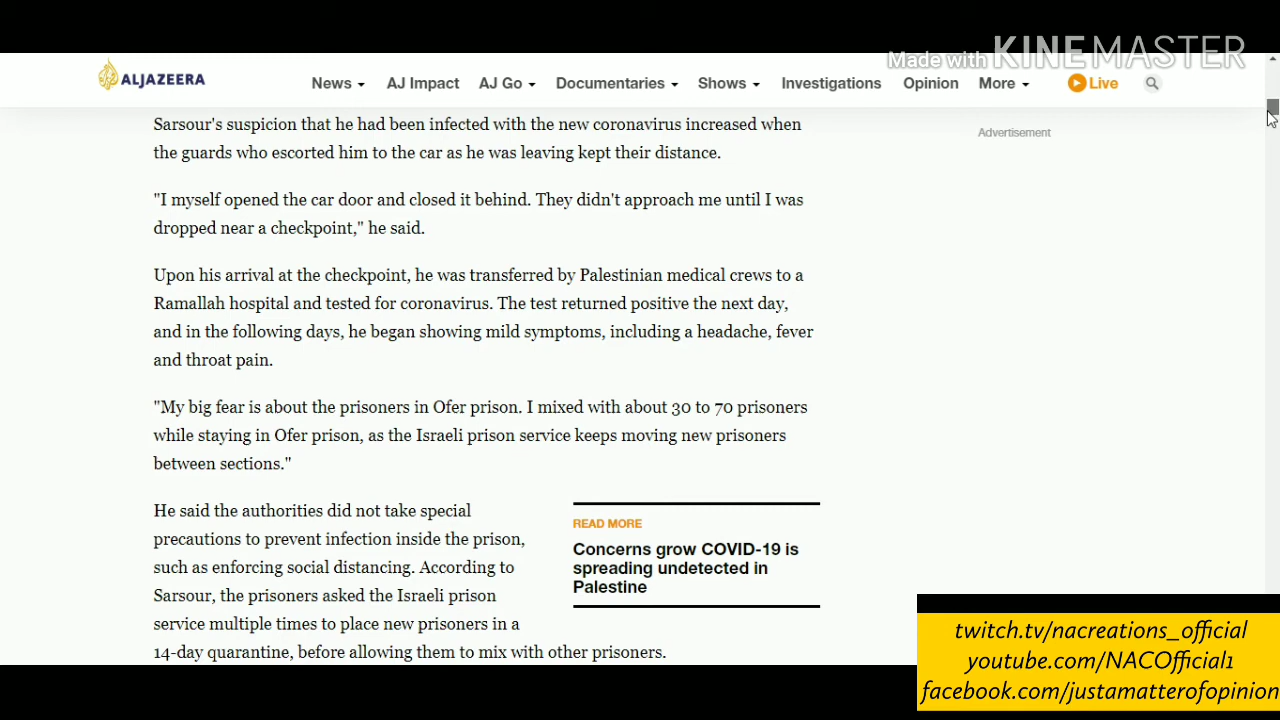 Made with KINEMASTER
ALJAZEERA
News AJ Impact AJ Go Documentaries Shows Investigations Opinion More Live
Advertisement
Sarsour's suspicion that he had been infected with the new coronavirus increased when
the guards who escorted him to the car as he was leaving kept their distance.
"I myself opened the car door and closed it behind. They didn't approach me until I was
dropped near a checkpoint," he said.
Upon his arrival at the checkpoint, he was transferred by Palestinian medical crews to a
Ramallah hospital and tested for coronavirus. The test returned positive the next day,
and in the following days, he began showing mild symptoms, including a headache, fever
and throat pain.
"My big fear is about the prisoners in Ofer prison. I mixed with about 30 to 70 prisoners
while staying in Ofer prison, as the Israeli prison service keeps moving new prisoners
between sections."
He said the authorities did not take special
precautions to prevent infection inside the prison,
such as enforcing social distancing. According to
Sarsour, the prisoners asked the Israeli prison
service multiple times to place new prisoners in a
14-day quarantine, before allowing them to mix with other prisoners.
READ MORE
Concerns grow COVID-19 is
spreading undetected in
Palestine
twitch.tv/nacreations_official
youtube.com/NACOfficial1
facebook.com/justamatterofopinion